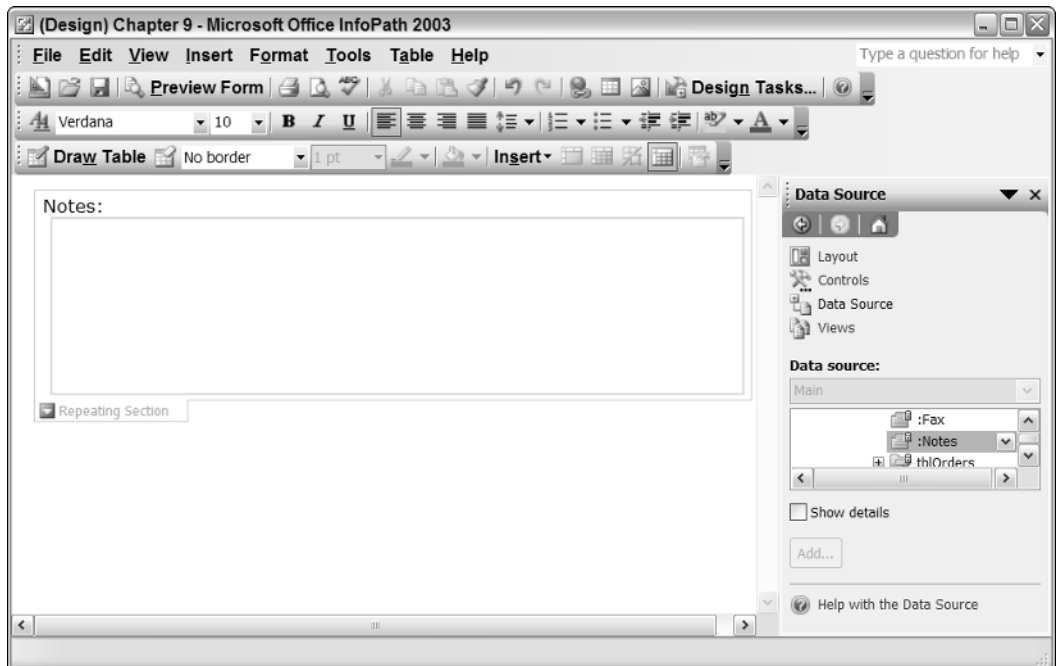 (Design) Chapter 9 - Microsoft Office InfoPath 2003
File Edit View Insert Format Tools Table Help
Type a question for help
Preview Form
Design Tasks...
Verdana
10
B I U
Draw Table
No border
1 pt
Insert
Notes:
Repeating Section
Data Source
Layout
Controls
Data Source
Views
Data source:
Main
:Fax
:Notes
tblOrders
Show details
Add...
Help with the Data Source